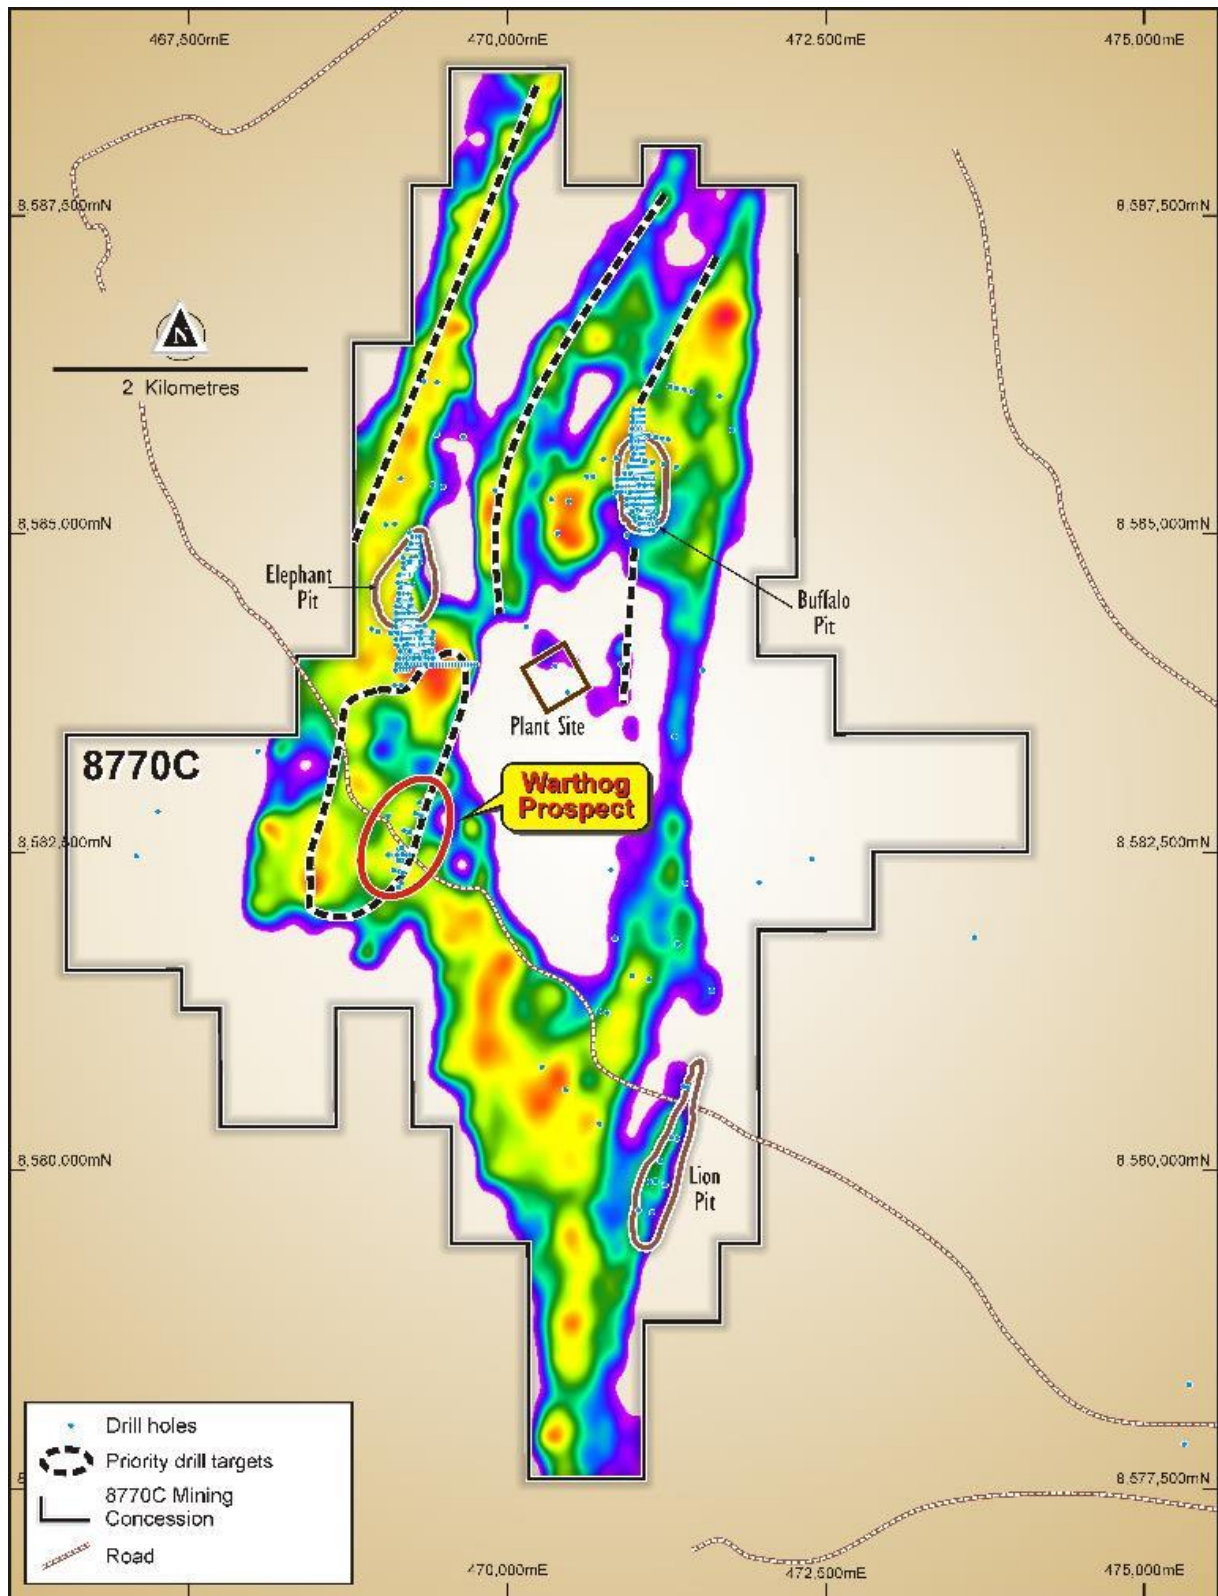 467,500mE
470,000mE
472,500mE
475,000mE
8,587,500mN
8,587,500mN
N
2 Kilometres
8,585,000mN
8,585,000mN
Elephant
Pit
Buffalo
Pit
Plant Site
8770C
Warthog
Prospect
8,582,500mN
8,582,500mN
8,580,000mN
8,580,000mN
Lion
Pit
8,577,500mN
Drill holes
Priority drill targets
8770C Mining
Concession
Road
470,000mE
472,500mE
475,000mE